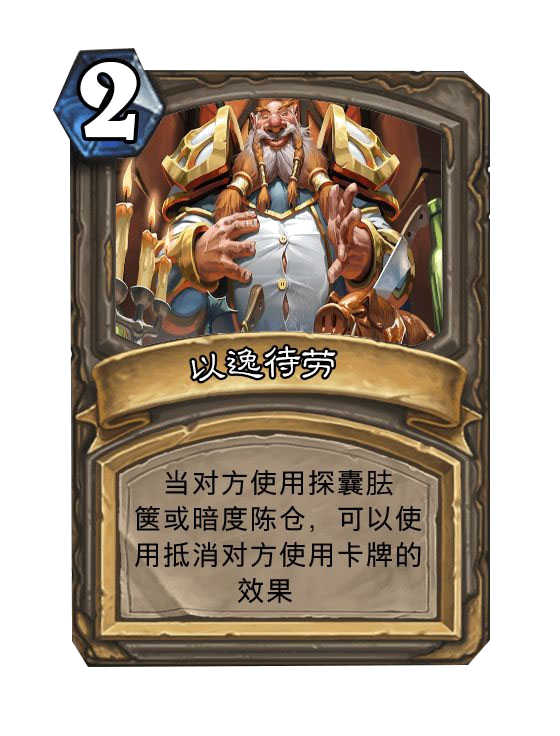 2
以逸待劳
当对方使用探囊胠
箧或暗度陈仓，可以使
用抵消对方使用卡牌的
效果